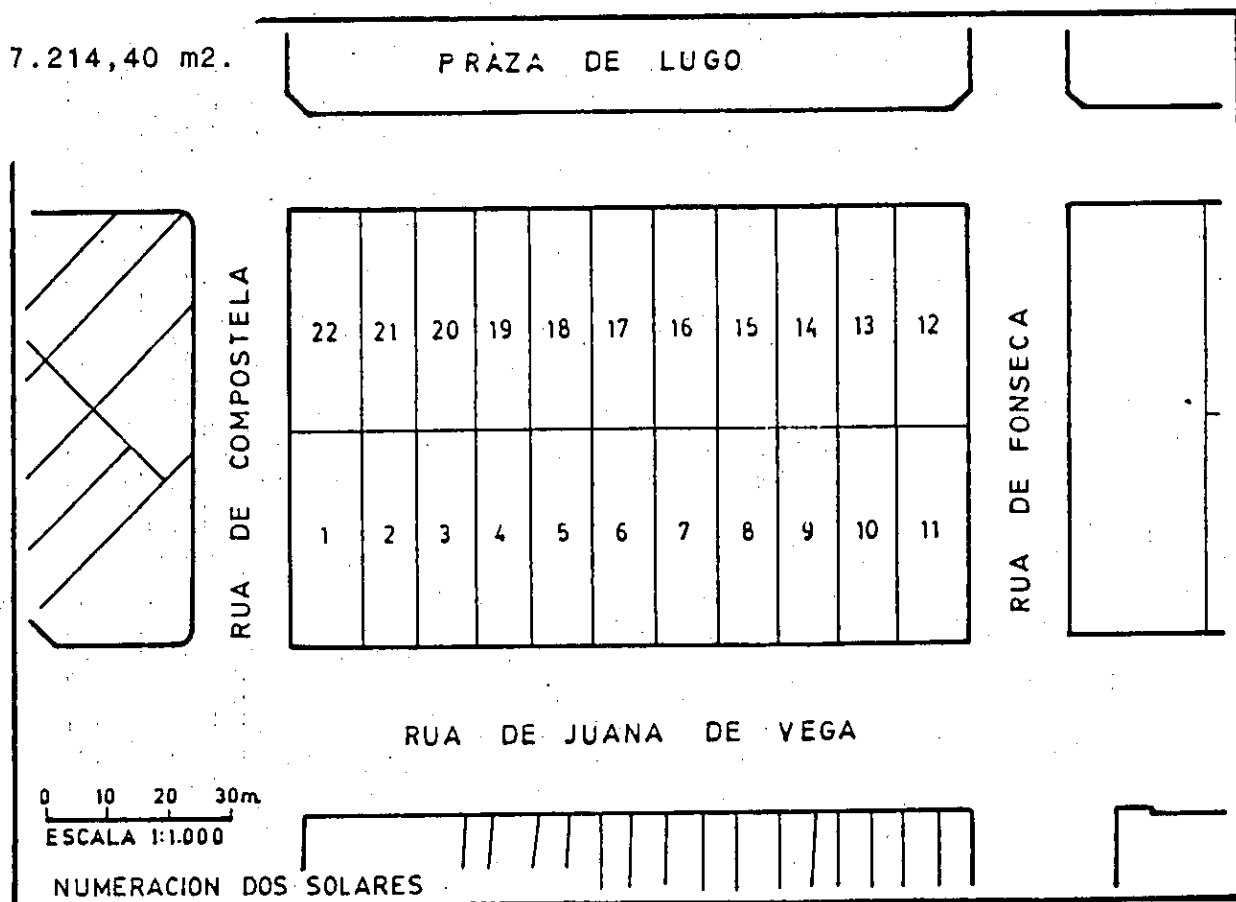 7.214,40 m2.
PRAZA DE LUGO
RUA DE COMPOSTELA
22 21 20 19 18 17 16 15 14 13 12
1 2 3 4 5 6 7 8 9 10 11
RUA DE FONSECA
RUA DE JUANA DE VEGA
0 10 20 30m
ESCALA 1:1.000
NUMERACION DOS SOLARES